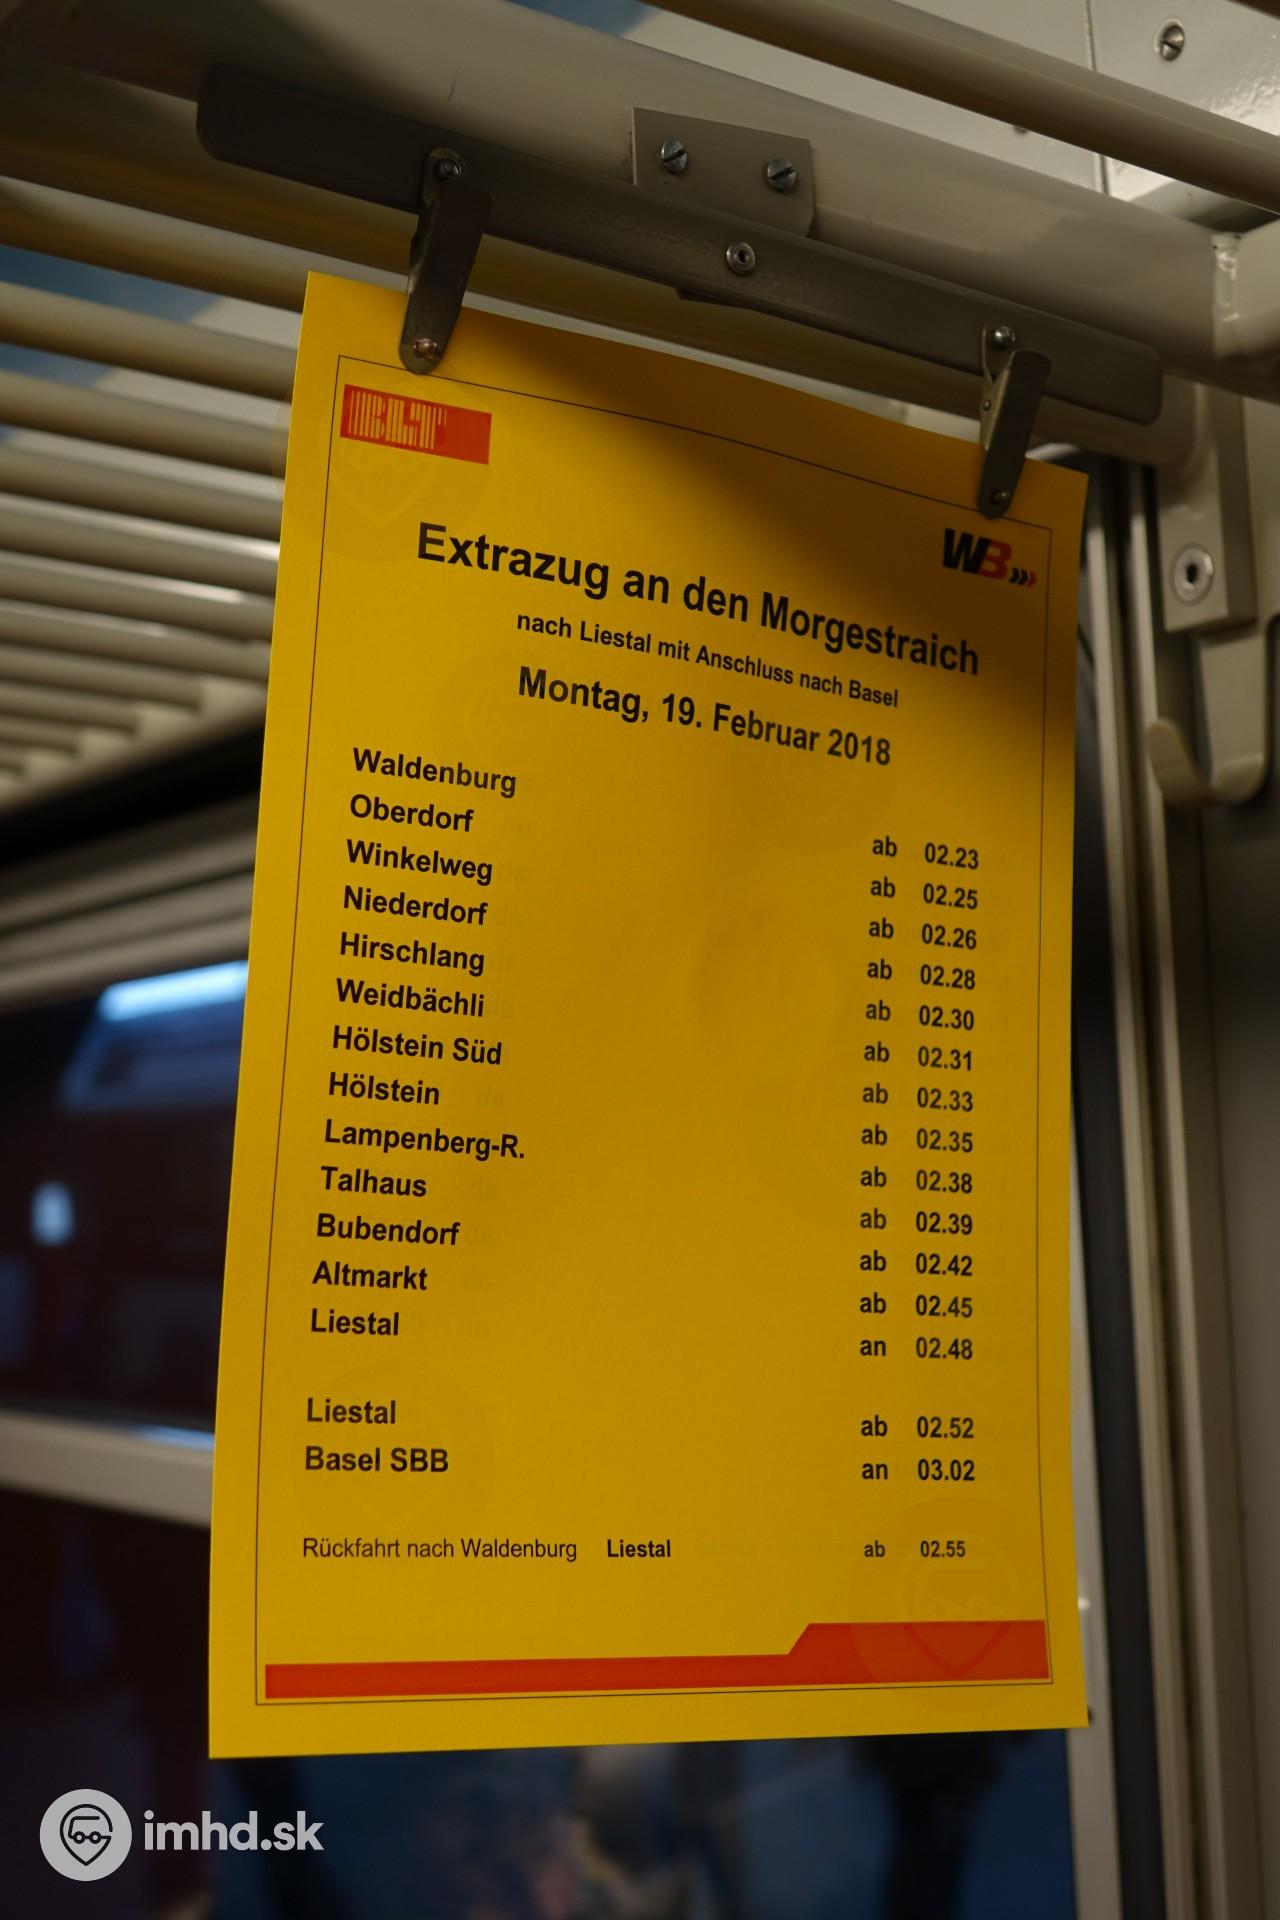 BLT
WB
Extrazug an den Morgestraich
nach Liestal mit Anschluss nach Basel
Montag, 19. Februar 2018
Waldenburg ab 02.23
Oberdorf ab 02.25
Winkelweg ab 02.26
Niederdorf ab 02.28
Hirschlang ab 02.30
Weidbächli ab 02.31
Hölstein Süd ab 02.33
Hölstein ab 02.35
Lampenberg-R. ab 02.38
Talhaus ab 02.39
Bubendorf ab 02.42
Altmarkt ab 02.45
Liestal an 02.48
Liestal ab 02.52
Basel SBB an 03.02
Rückfahrt nach Waldenburg Liestal ab 02.55
imhd.sk